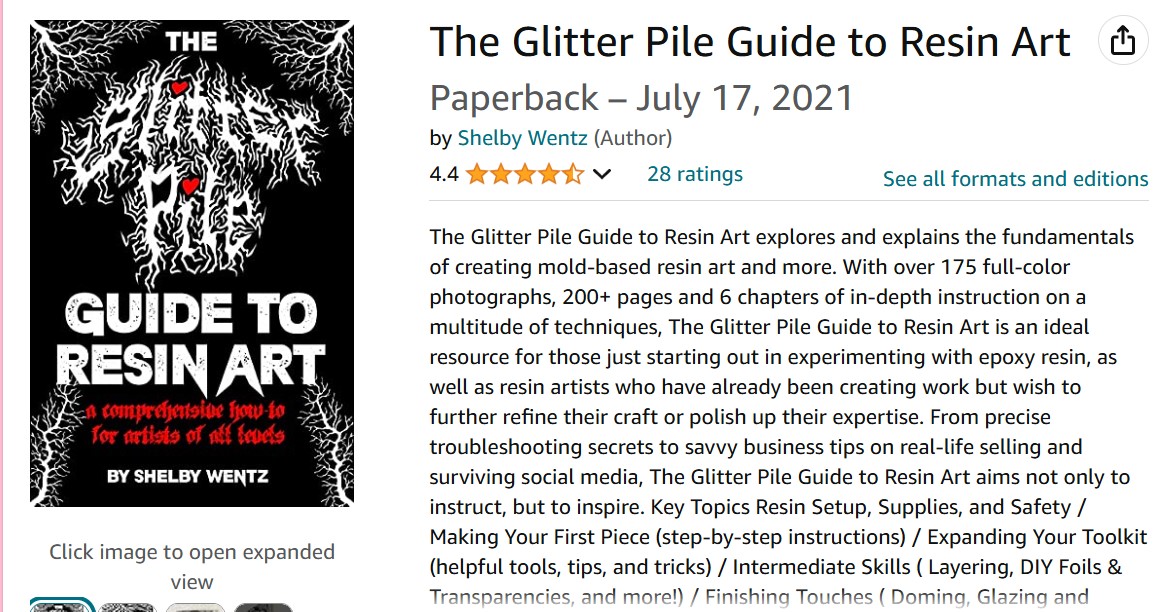 THE
Glitter
Pile
GUIDE TO
RESIN ART
a comprehensive how-to
for artists of all levels
BY SHELBY WENTZ
Click image to open expanded
view
The Glitter Pile Guide to Resin Art
Paperback – July 17, 2021
by Shelby Wentz (Author)
4.4
28 ratings
See all formats and editions
The Glitter Pile Guide to Resin Art explores and explains the fundamentals
of creating mold-based resin art and more. With over 175 full-color
photographs, 200+ pages and 6 chapters of in-depth instruction on a
multitude of techniques, The Glitter Pile Guide to Resin Art is an ideal
resource for those just starting out in experimenting with epoxy resin, as
well as resin artists who have already been creating work but wish to
further refine their craft or polish up their expertise. From precise
troubleshooting secrets to savvy business tips on real-life selling and
surviving social media, The Glitter Pile Guide to Resin Art aims not only to
instruct, but to inspire. Key Topics Resin Setup, Supplies, and Safety /
Making Your First Piece (step-by-step instructions) / Expanding Your Toolkit
(helpful tools, tips, and tricks) / Intermediate Skills ( Layering, DIY Foils &
Transparencies, and more!) / Finishing Touches ( Doming, Glazing and